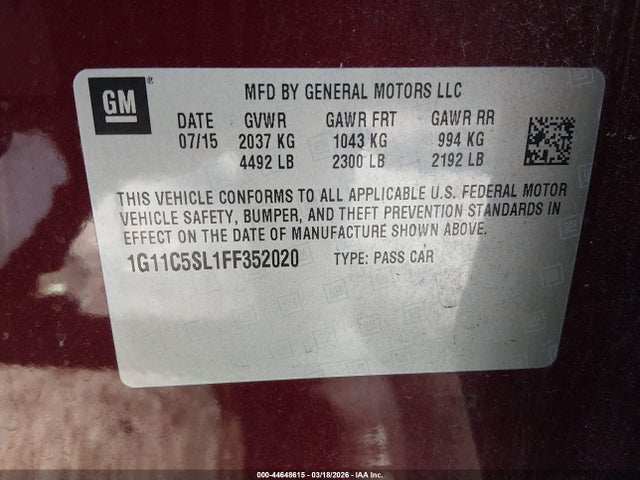 GM
MFD BY GENERAL MOTORS LLC
DATE GVWR GAWR FRT GAWR RR
07/15 2037 KG 1043 KG 994 KG
4492 LB 2300 LB 2192 LB
THIS VEHICLE CONFORMS TO ALL APPLICABLE U.S. FEDERAL MOTOR
VEHICLE SAFETY, BUMPER, AND THEFT PREVENTION STANDARDS IN
EFFECT ON THE DATE OF MANUFACTURE SHOWN ABOVE.
1G11C5SL1FF352020 TYPE: PASS CAR
000-44648615 - 03/18/2026 - IAA Inc.